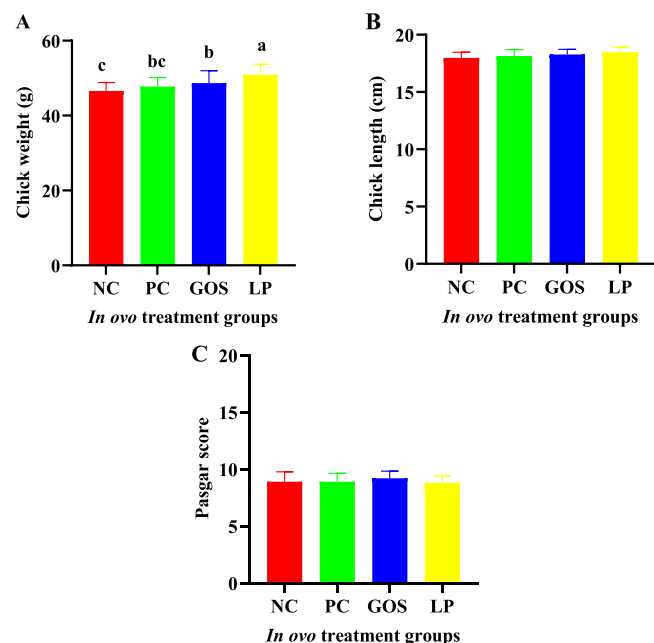 A
Chick weight (g)
60
40
20
0
c
bc
b
a
NC PC GOS LP
In ovo treatment groups
B
Chick length (cm)
20
15
10
5
0
NC PC GOS LP
In ovo treatment groups
C
Pasgar score
20
15
10
5
0
NC PC GOS LP
In ovo treatment groups